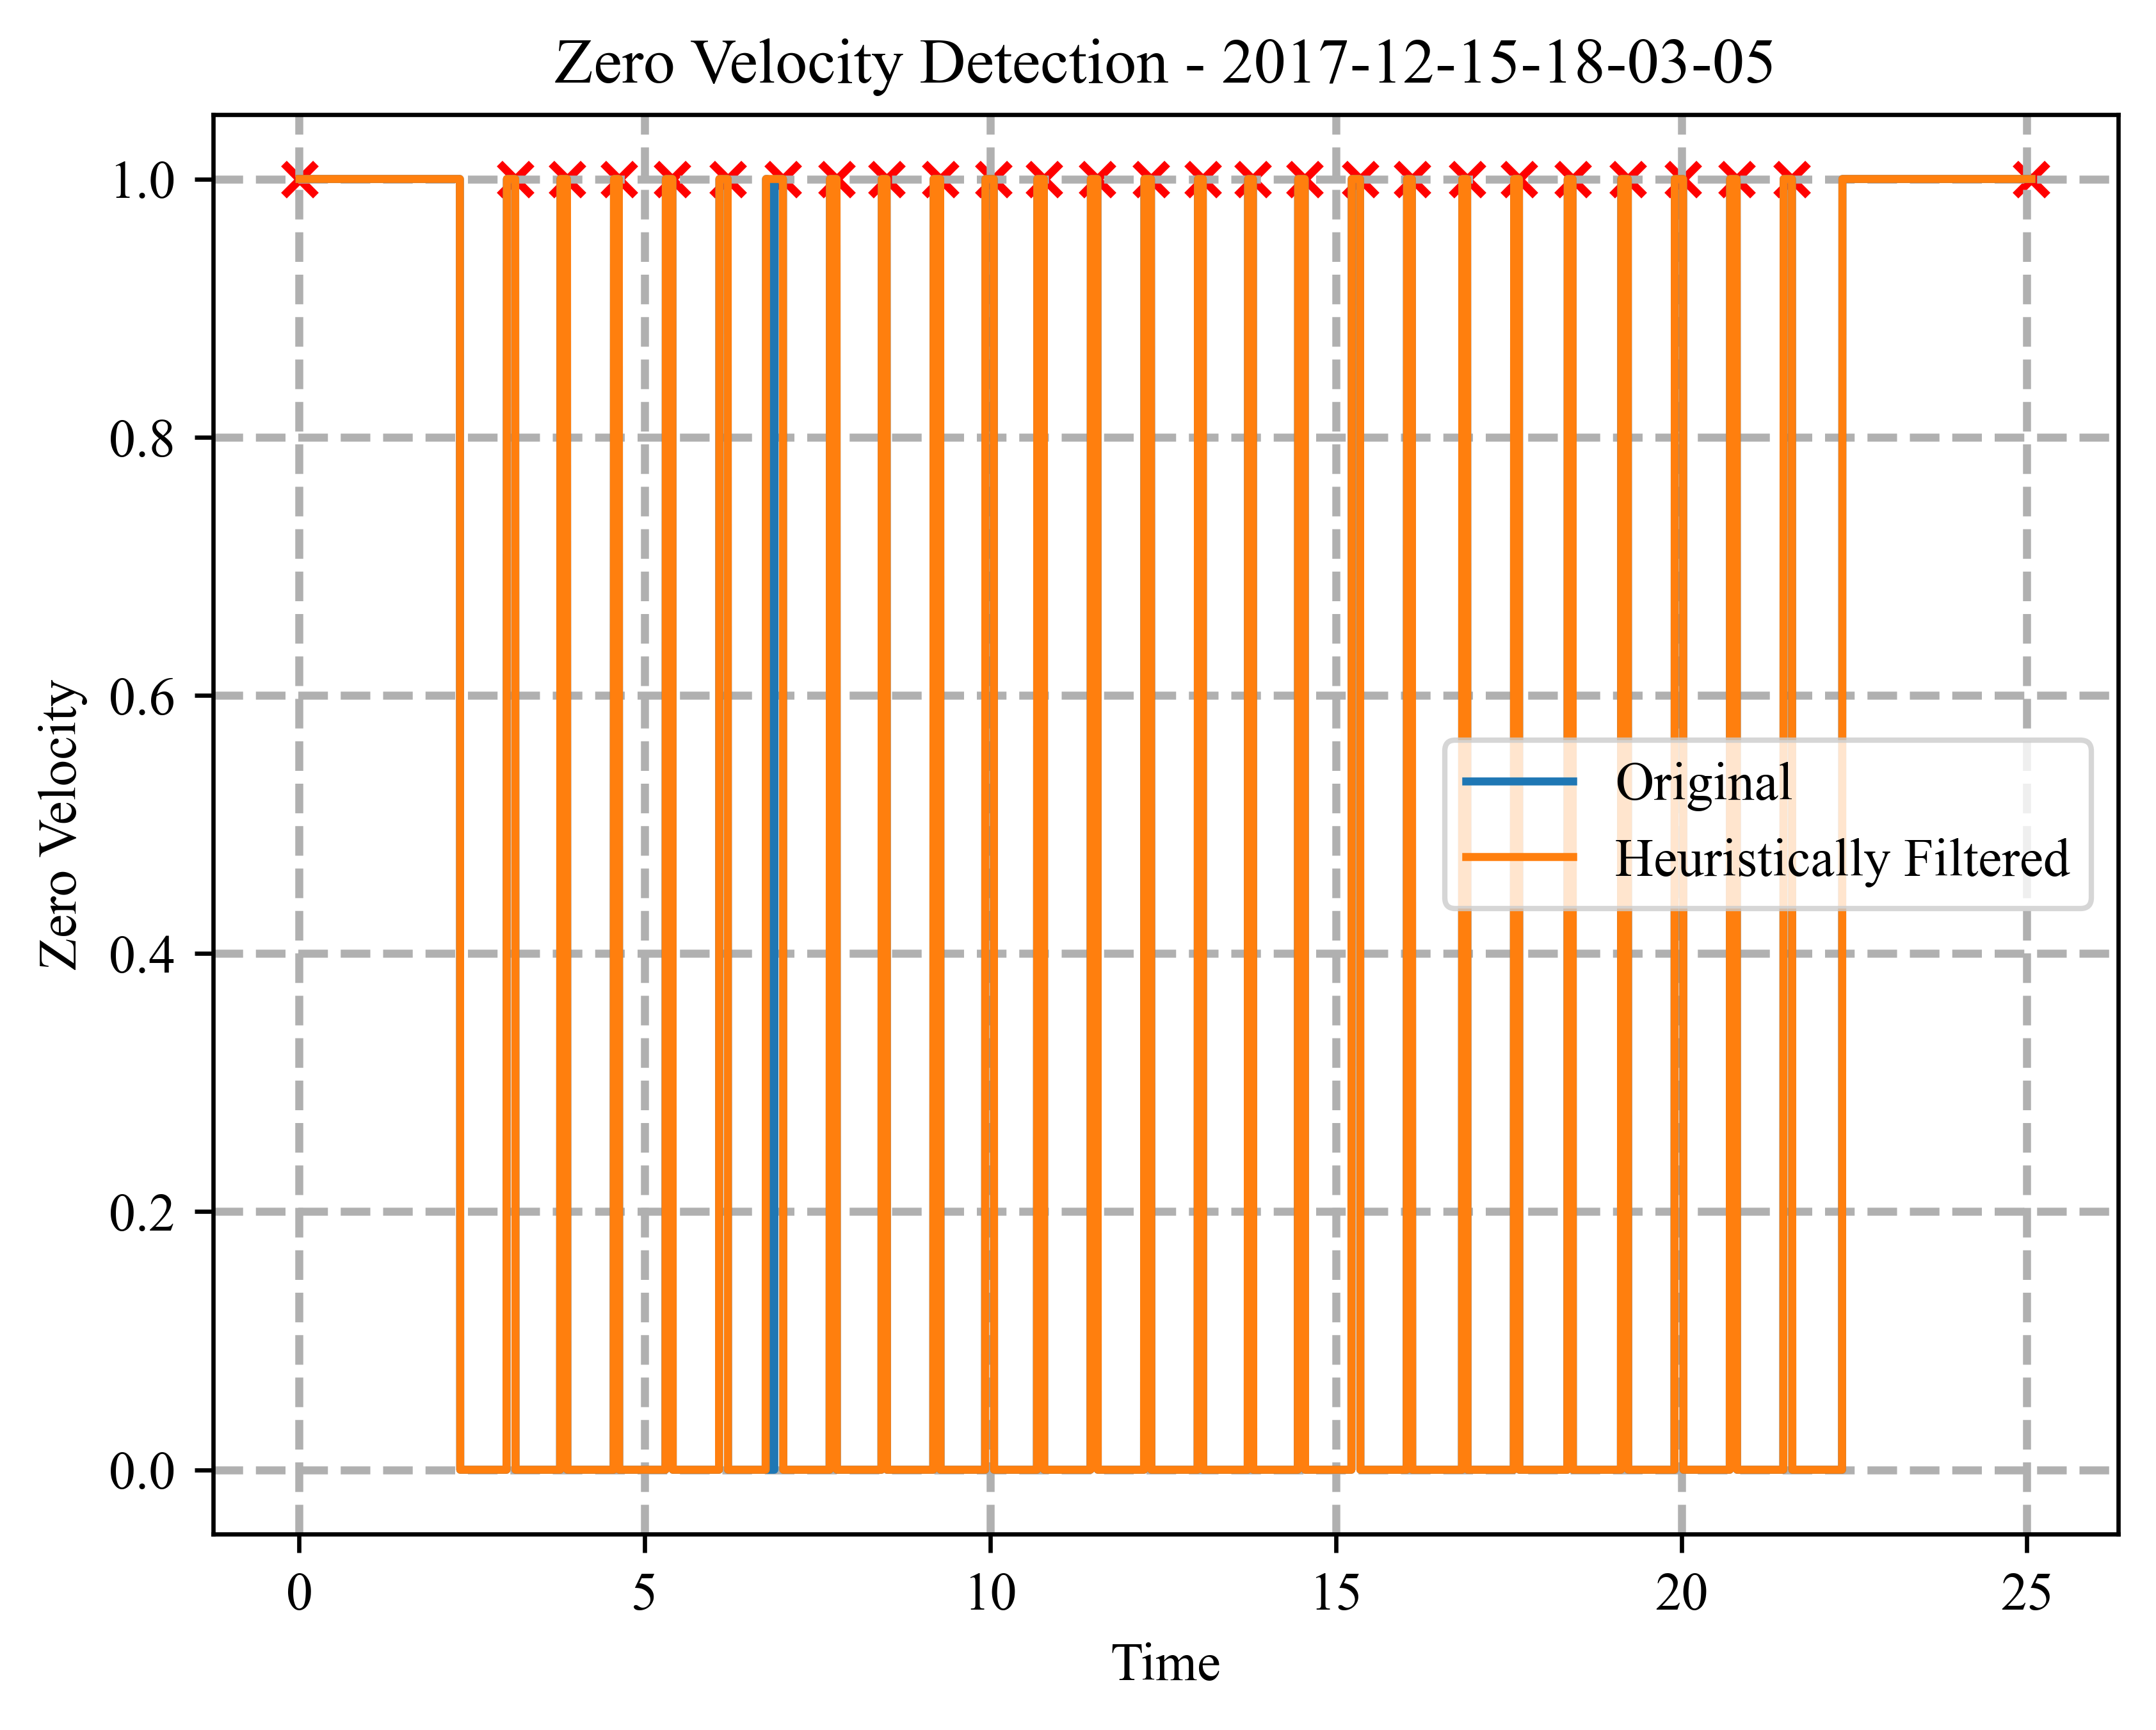 Zero Velocity Detection - 2017-12-15-18-03-05
1.0
0.8
0.6
0.4
0.2
0.0
Zero Velocity
Original
Heuristically Filtered
0 5 10 15 20 25
Time